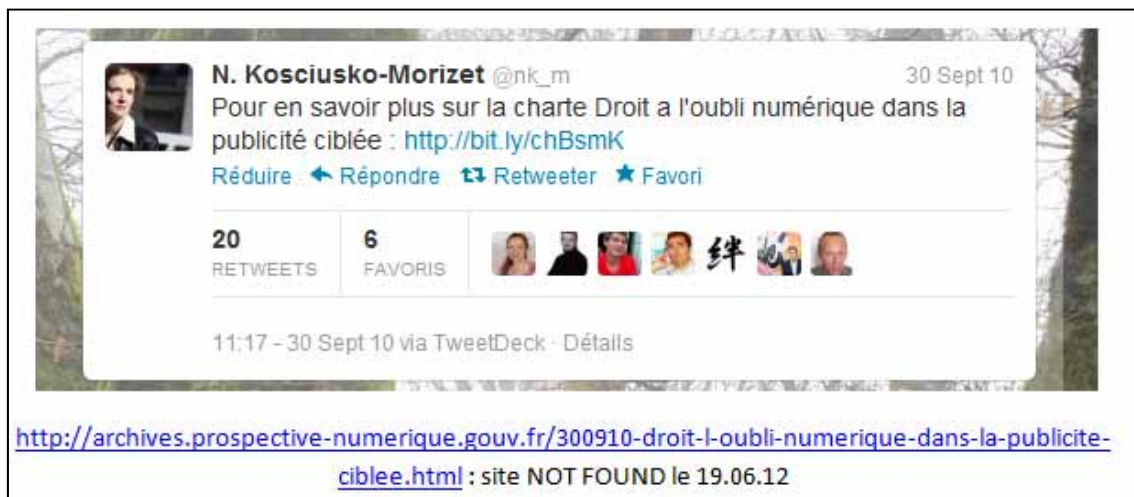 N. Kosciusko-Morizet @nk_m 30 Sept 10
Pour en savoir plus sur la charte Droit a l'oubli numérique dans la
publicité ciblée : http://bit.ly/chBsmK
Réduire Répondre Retweeter Favori
20 6
RETWEETS FAVORIS
絆
11:17 - 30 Sept 10 via TweetDeck · Détails
http://archives.prospective-numerique.gouv.fr/300910-droit-l-oubli-numerique-dans-la-publicite-
ciblee.html : site NOT FOUND le 19.06.12